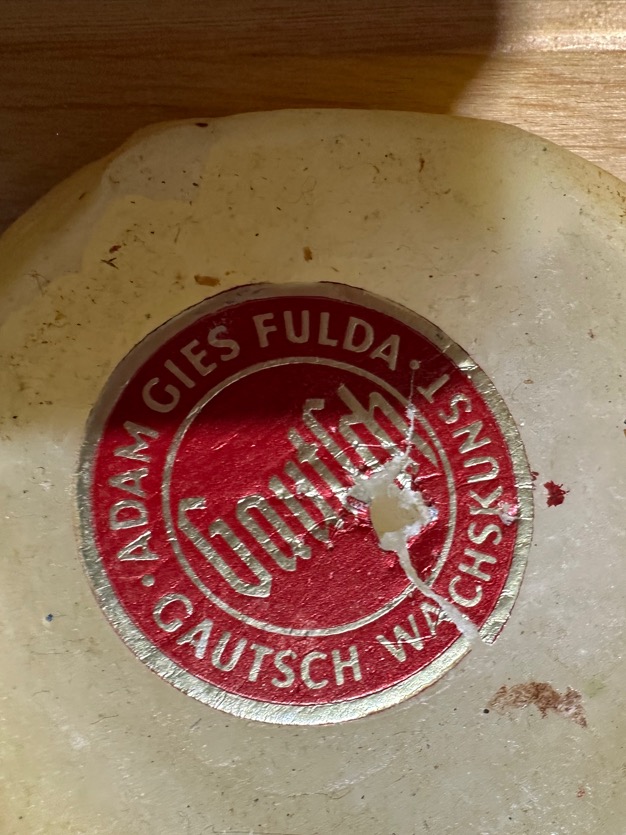 · ADAM GIES FULDA ·
GAUTSCH WACHSKUNST
Gautsch